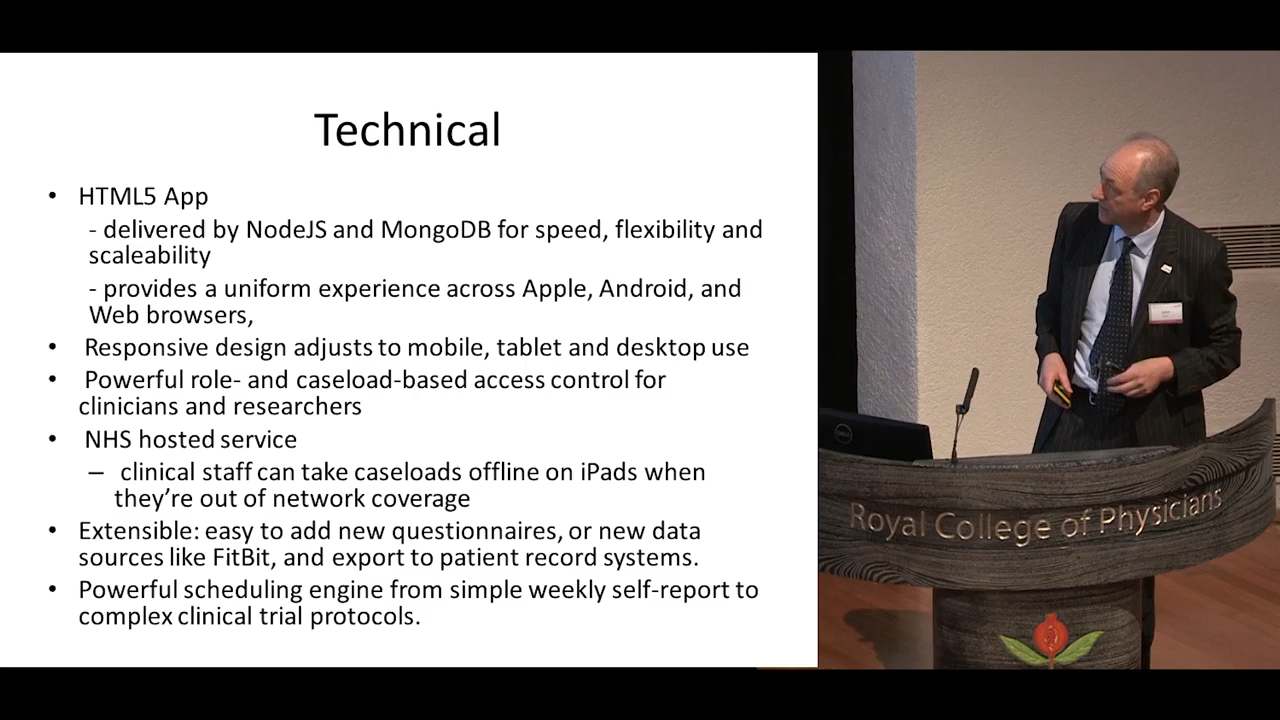 Technical
• HTML5 App
- delivered by NodeJS and MongoDB for speed, flexibility and
scaleability
- provides a uniform experience across Apple, Android, and
Web browsers,
• Responsive design adjusts to mobile, tablet and desktop use
• Powerful role- and caseload-based access control for
clinicians and researchers
• NHS hosted service
– clinical staff can take caseloads offline on iPads when
they’re out of network coverage
• Extensible: easy to add new questionnaires, or new data
sources like FitBit, and export to patient record systems.
• Powerful scheduling engine from simple weekly self-report to
complex clinical trial protocols.
DELL
Royal College of Physicians